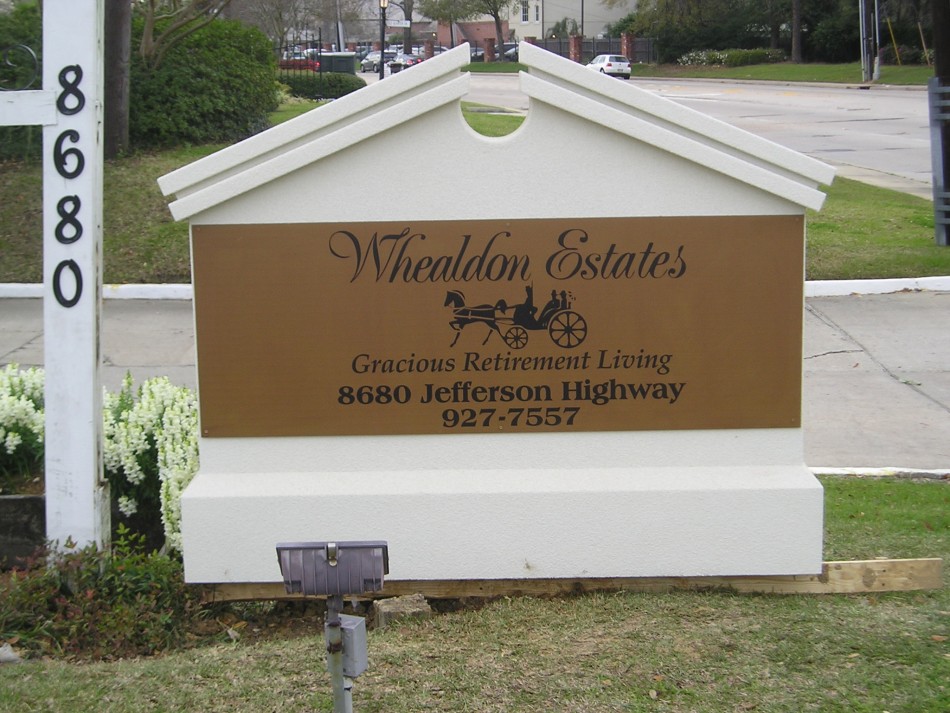 8680
Whealdon Estates
Gracious Retirement Living
8680 Jefferson Highway
927-7557